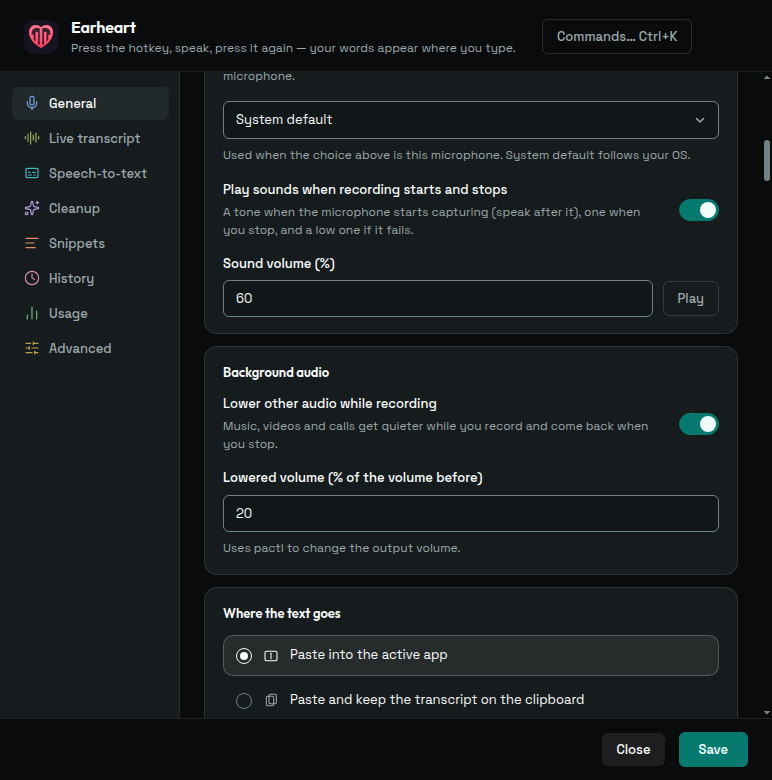 Earheart
Press the hotkey, speak, press it again — your words appear where you type.
Commands... Ctrl+K
General
Live transcript
Speech-to-text
Cleanup
Snippets
History
Usage
Advanced
microphone.
System default
Used when the choice above is this microphone. System default follows your OS.
Play sounds when recording starts and stops
A tone when the microphone starts capturing (speak after it), one when
you stop, and a low one if it fails.
Sound volume (%)
60
Play
Background audio
Lower other audio while recording
Music, videos and calls get quieter while you record and come back when
you stop.
Lowered volume (% of the volume before)
20
Uses pactl to change the output volume.
Where the text goes
Paste into the active app
Paste and keep the transcript on the clipboard
Close
Save